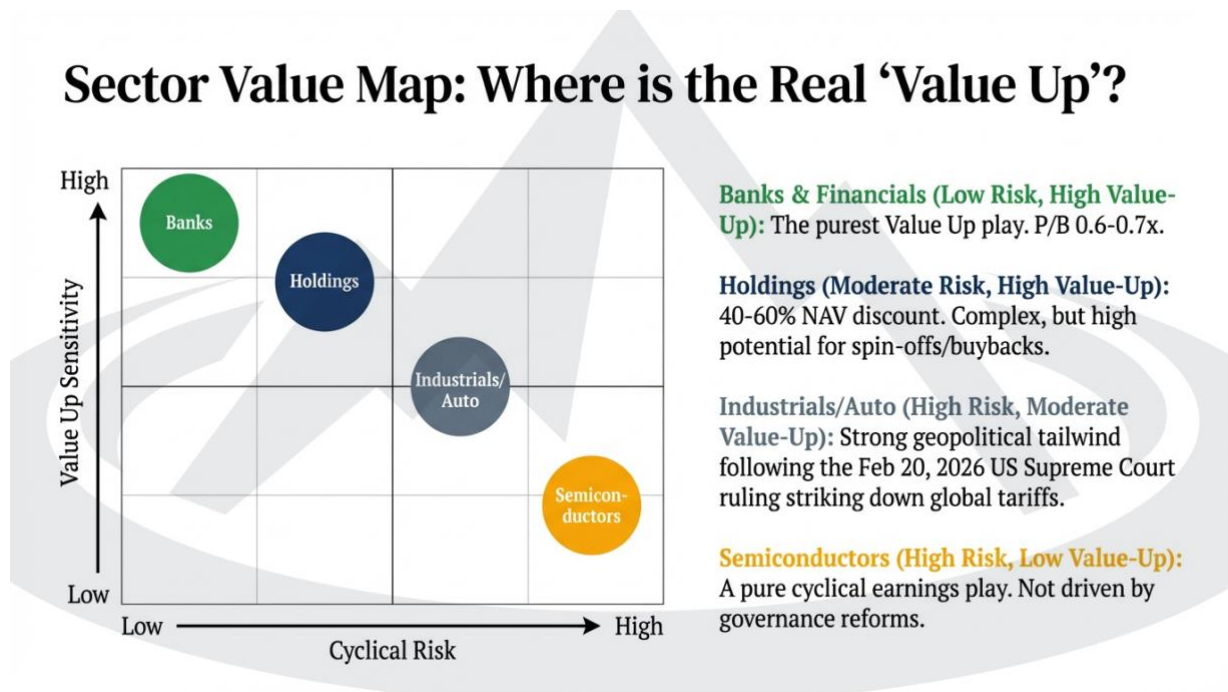 Sector Value Map: Where is the Real ‘Value Up’?
High
Banks
Holdings
Industrials/
Auto
Semicon-
ductors
Value Up Sensitivity
Low
Low
High
Cyclical Risk
Banks & Financials (Low Risk, High Value-
Up): The purest Value Up play. P/B 0.6-0.7x.
Holdings (Moderate Risk, High Value-Up):
40-60% NAV discount. Complex, but high
potential for spin-offs/buybacks.
Industrials/Auto (High Risk, Moderate
Value-Up): Strong geopolitical tailwind
following the Feb 20, 2026 US Supreme Court
ruling striking down global tariffs.
Semiconductors (High Risk, Low Value-Up):
A pure cyclical earnings play. Not driven by
governance reforms.